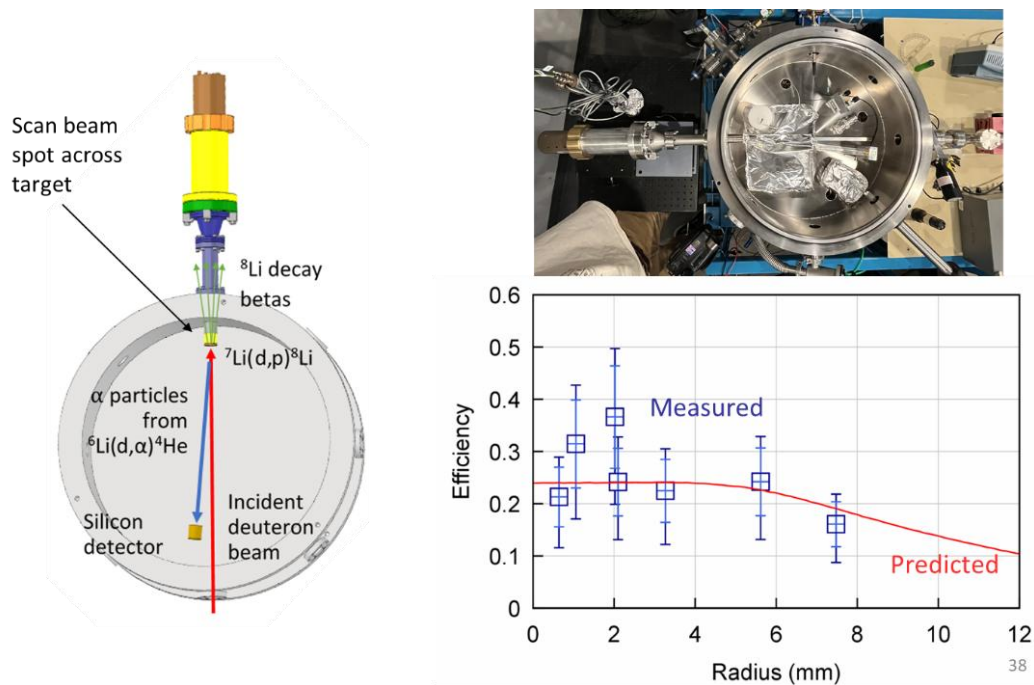 Scan beam
spot across
target
⁸Li decay
betas
⁷Li(d,p)⁸Li
α particles
from
⁶Li(d,α)⁴He
Silicon
detector
Incident
deuteron
beam
0.6
0.5
0.4
0.3
0.2
0.1
0
Efficiency
Measured
Predicted
0 2 4 6 8 10 12
Radius (mm)
38